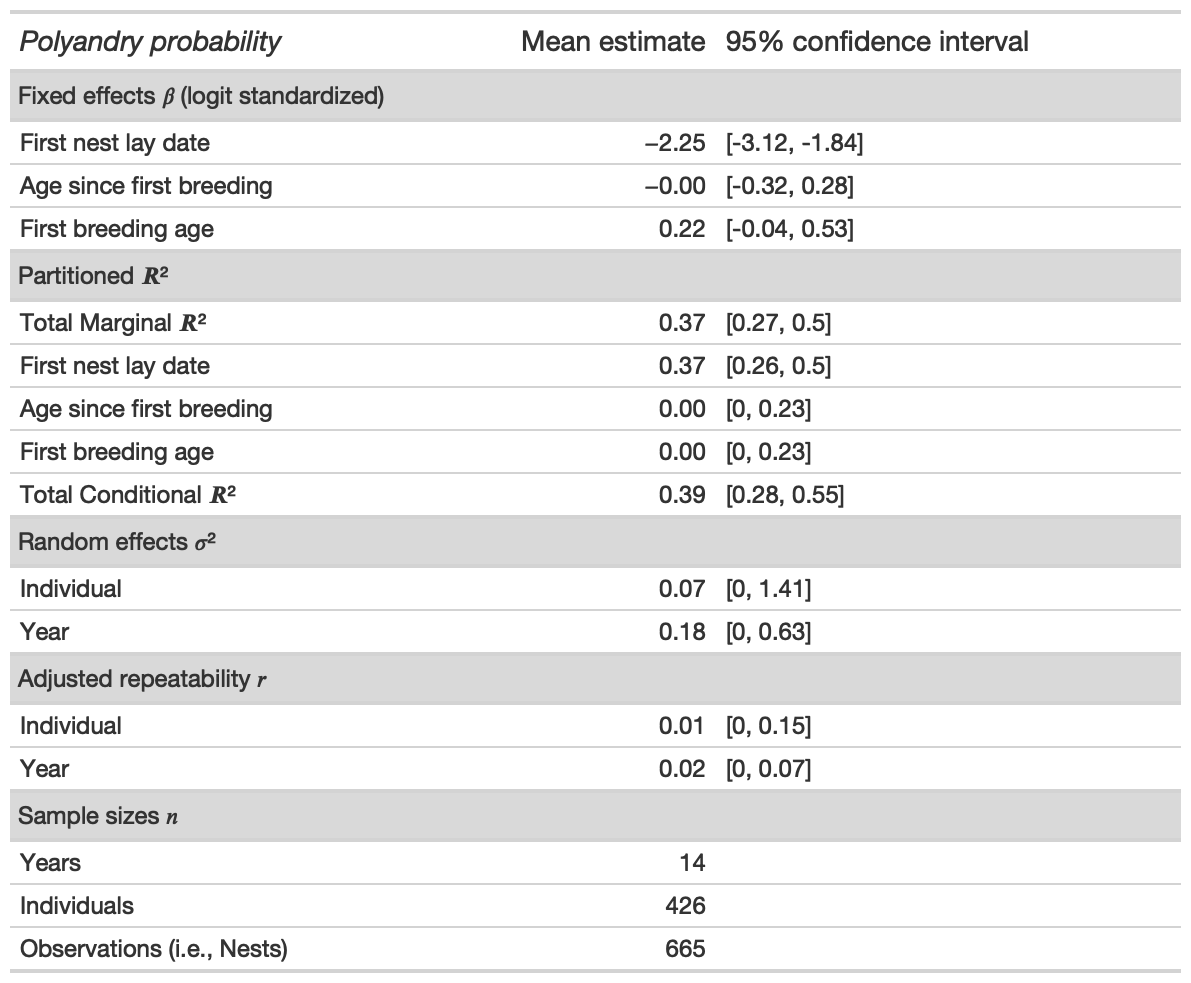 Polyandry probability Mean estimate 95% confidence interval
Fixed effects β (logit standardized)
First nest lay date −2.25 [-3.12, -1.84]
Age since first breeding −0.00 [-0.32, 0.28]
First breeding age 0.22 [-0.04, 0.53]
Partitioned R²
Total Marginal R² 0.37 [0.27, 0.5]
First nest lay date 0.37 [0.26, 0.5]
Age since first breeding 0.00 [0, 0.23]
First breeding age 0.00 [0, 0.23]
Total Conditional R² 0.39 [0.28, 0.55]
Random effects σ²
Individual 0.07 [0, 1.41]
Year 0.18 [0, 0.63]
Adjusted repeatability r
Individual 0.01 [0, 0.15]
Year 0.02 [0, 0.07]
Sample sizes n
Years 14
Individuals 426
Observations (i.e., Nests) 665